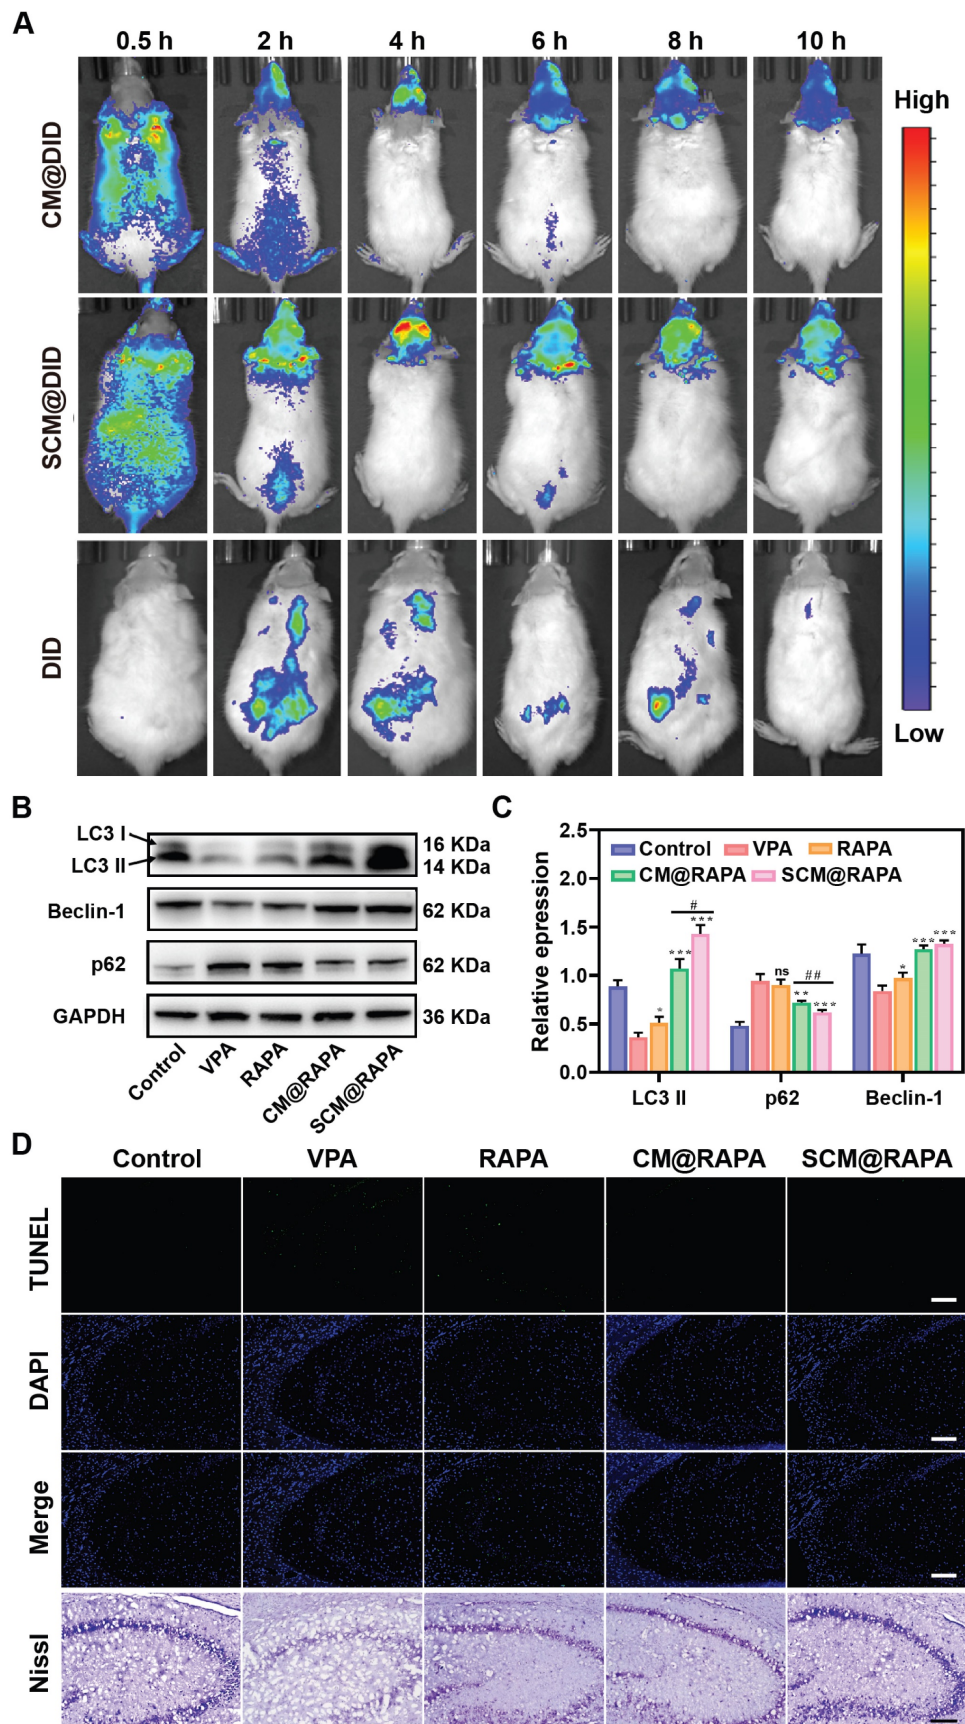 A
0.5 h 2 h 4 h 6 h 8 h 10 h
CM@DID
SCM@DID
DID
High
Low
B
LC3 I
LC3 II
16 KDa
14 KDa
Beclin-1
62 KDa
p62
62 KDa
GAPDH
36 KDa
Control VPA RAPA CM@RAPA SCM@RAPA
C
Relative epression
2.5
2.0
1.5
1.0
0.5
0.0
Control VPA RAPA
CM@RAPA SCM@RAPA
* *** # ***
ns ** ## ***
* *** ***
LC3 II p62 Beclin-1
D
Control VPA RAPA CM@RAPA SCM@RAPA
TUNEL
DAPI
Merge
Nissl